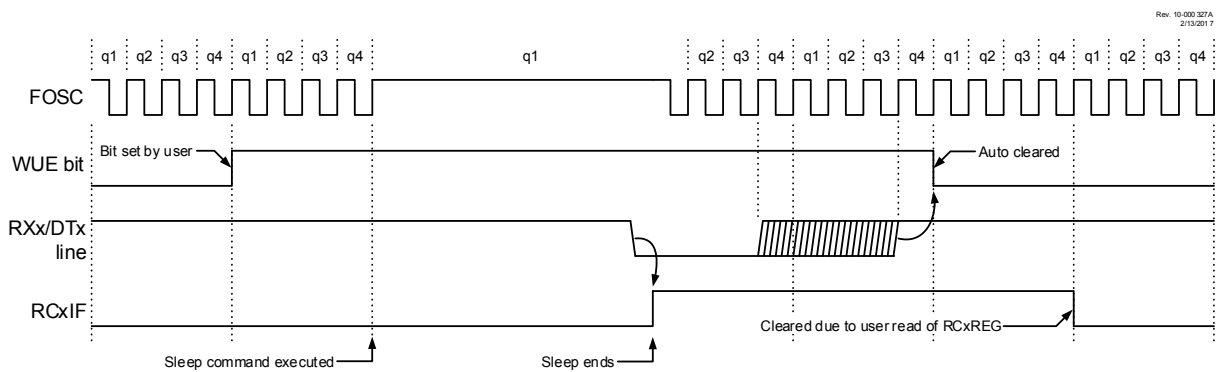 Rev. 10-000 327A
2/13/201 7
q1 q2 q3 q4 q1 q2 q3 q4 q1 q2 q3 q4 q1 q2 q3 q4 q1 q2 q3 q4 q1 q2 q3 q4
FOSC
WUE bit
Bit set by user
Auto cleared
RXx/DTx
line
RCxIF
Cleared due to user read of RCxREG
Sleep command executed
Sleep ends